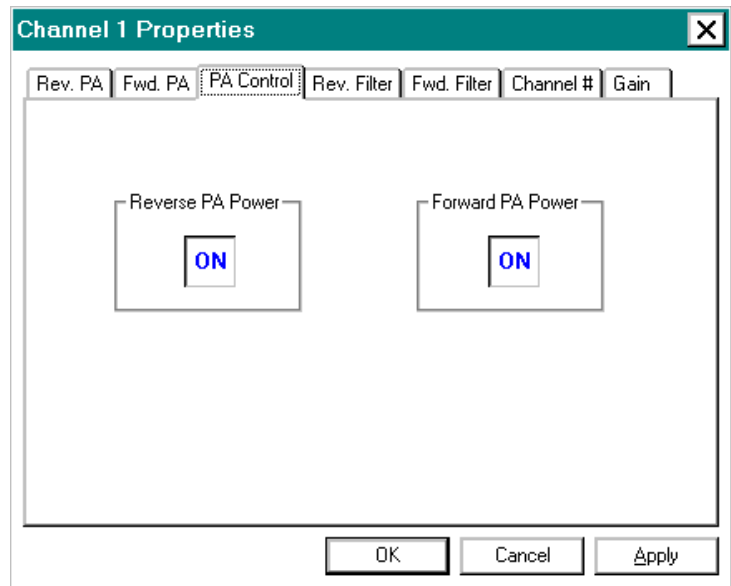 Channel 1 Properties
Rev. PA Fwd. PA PA Control Rev. Filter Fwd. Filter Channel # Gain
Reverse PA Power Forward PA Power
ON ON
OK Cancel Apply